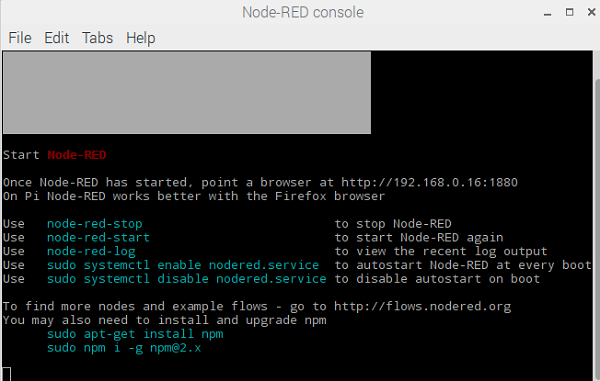 Node-RED console
File Edit Tabs Help
Start Node-RED
Once Node-RED has started, point a browser at http://192.168.0.16:1880
On Pi Node-RED works better with the Firefox browser
Use node-red-stop to stop Node-RED
Use node-red-start to start Node-RED again
Use node-red-log to view the recent log output
Use sudo systemctl enable nodered.service to autostart Node-RED at every boot
Use sudo systemctl disable nodered.service to disable autostart on boot
To find more nodes and example flows - go to http://flows.nodered.org
You may also need to install and upgrade npm
sudo apt-get install npm
sudo npm i -g npm@2.x